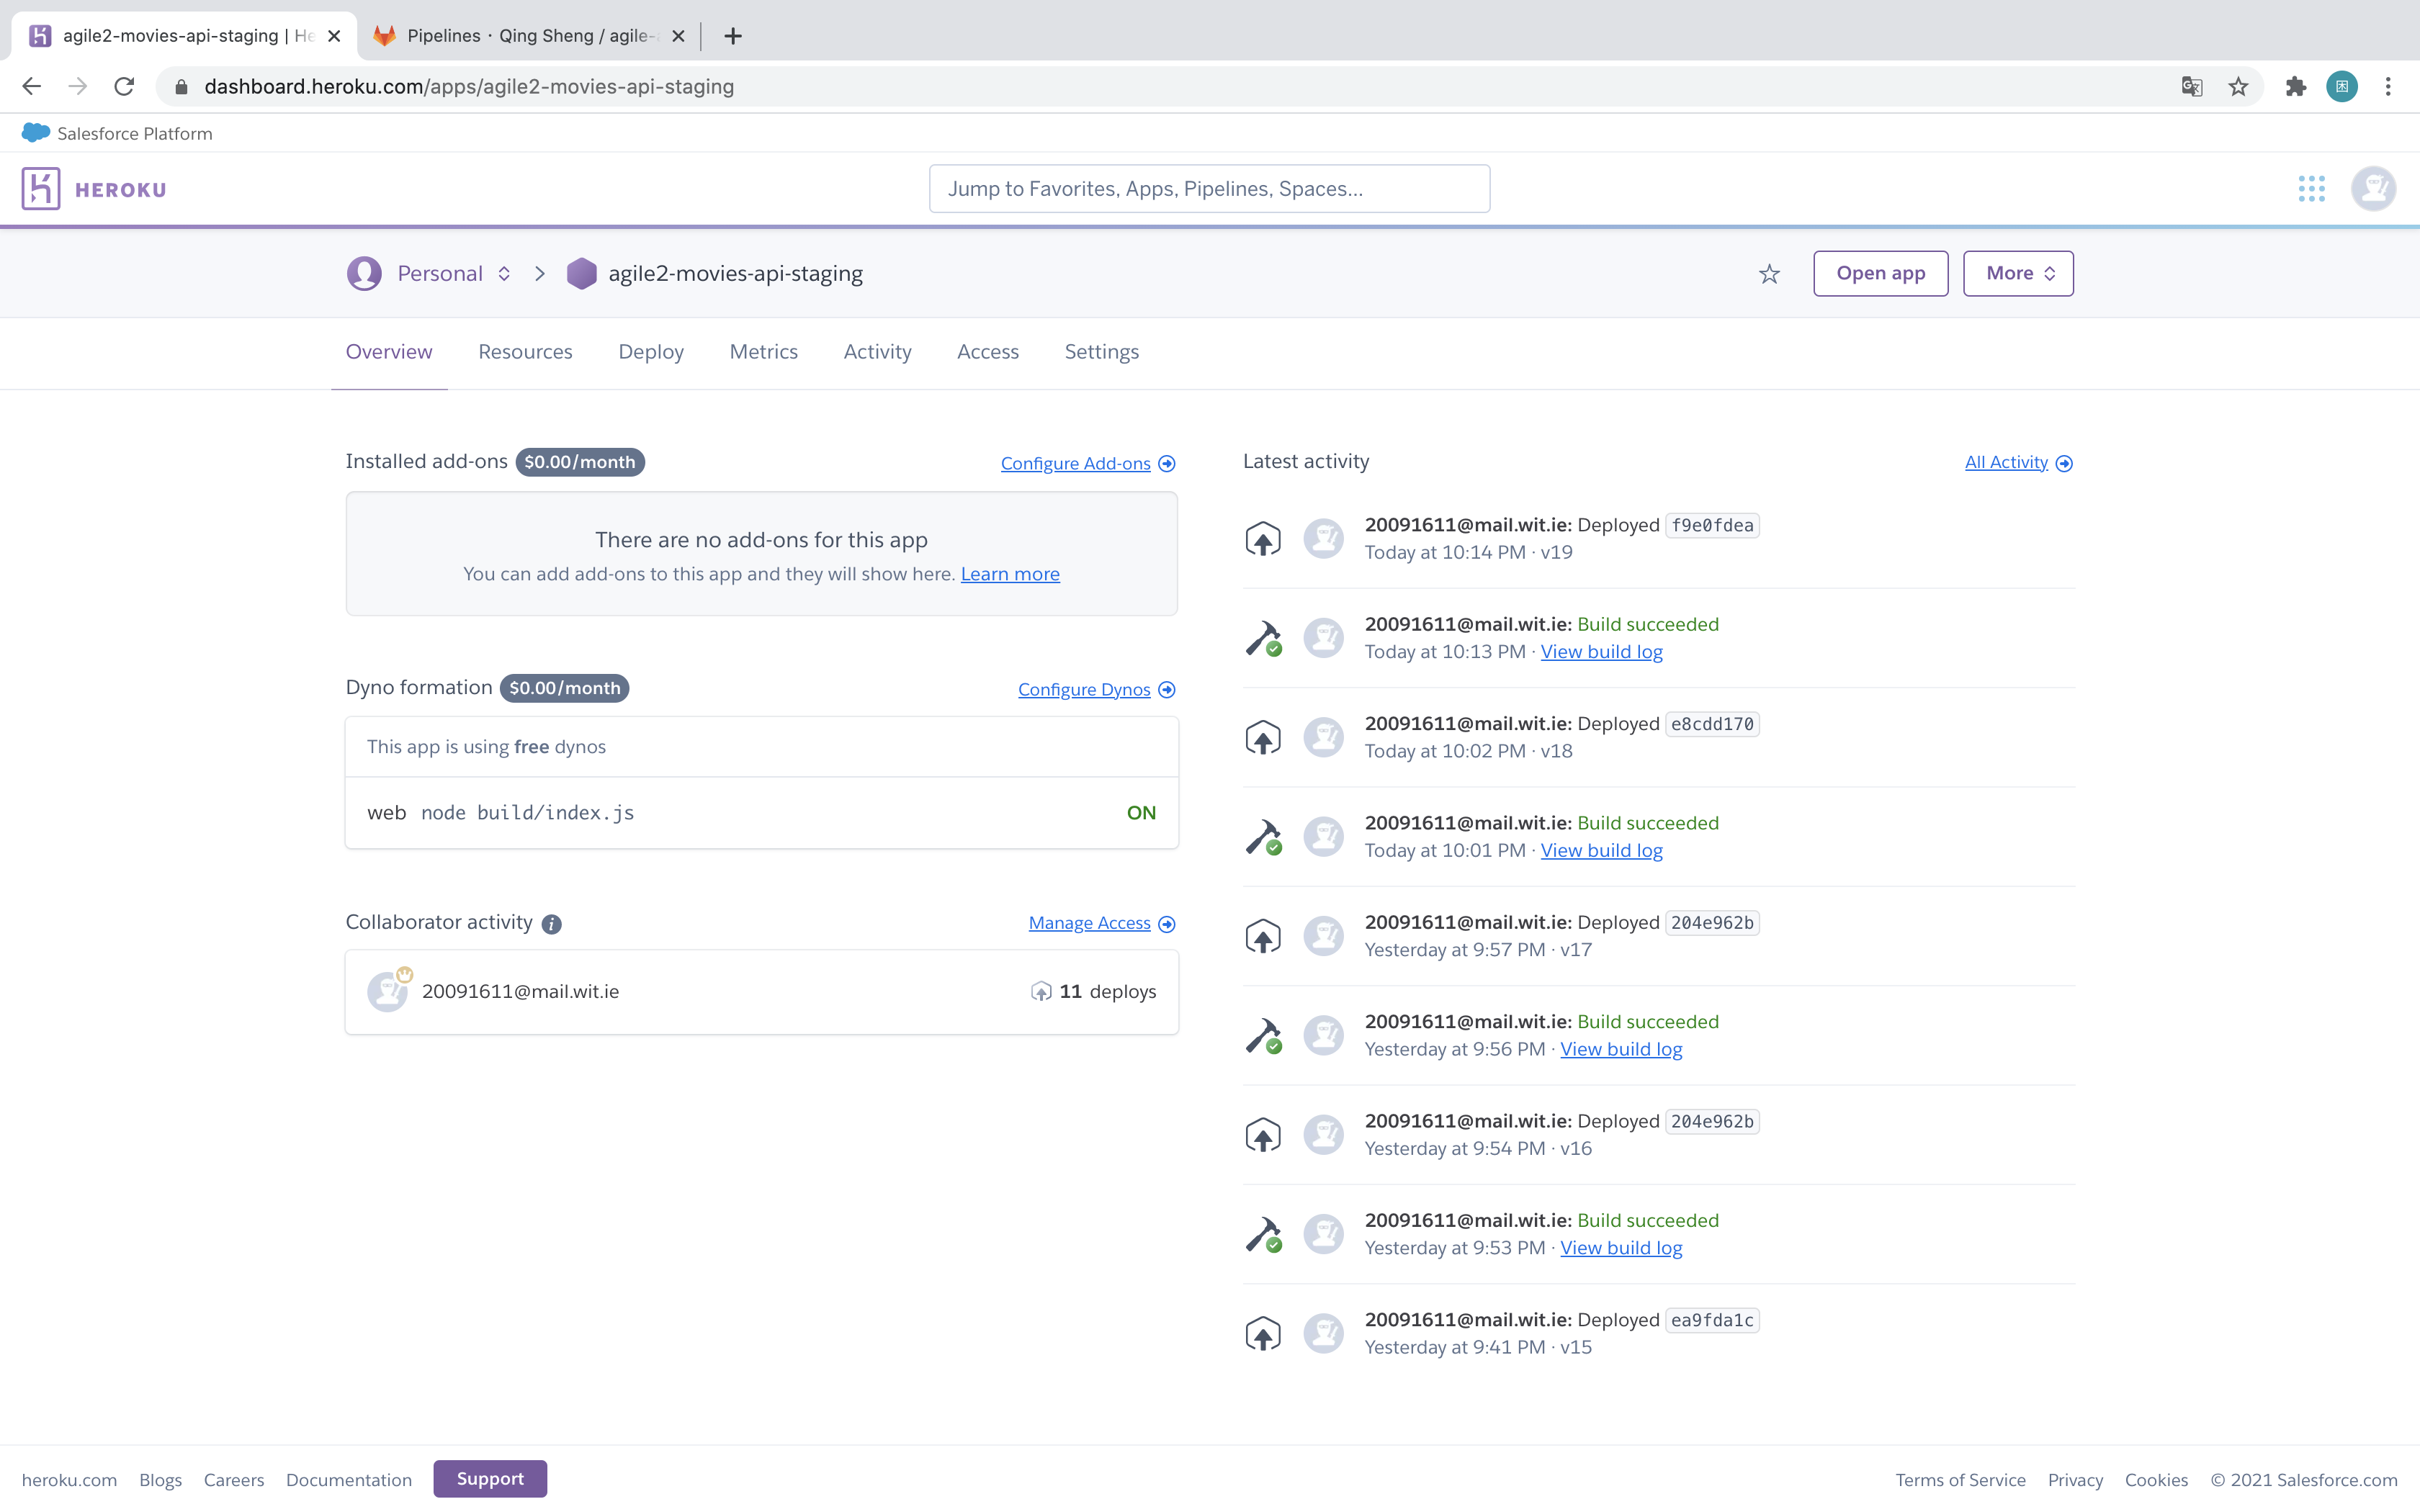 agile2-movies-api-staging | He
Pipelines · Qing Sheng / agile-
dashboard.heroku.com/apps/agile2-movies-api-staging
困
Salesforce Platform
HEROKU
Jump to Favorites, Apps, Pipelines, Spaces...
Personal
agile2-movies-api-staging
Open app
More
Overview
Resources
Deploy
Metrics
Activity
Access
Settings
Installed add-ons $0.00/month
Configure Add-ons
There are no add-ons for this app
You can add add-ons to this app and they will show here. Learn more
Dyno formation $0.00/month
Configure Dynos
This app is using free dynos
web node build/index.js
ON
Collaborator activity
Manage Access
20091611@mail.wit.ie
11 deploys
Latest activity
All Activity
20091611@mail.wit.ie: Deployed f9e0fdea
Today at 10:14 PM · v19
20091611@mail.wit.ie: Build succeeded
Today at 10:13 PM · View build log
20091611@mail.wit.ie: Deployed e8cdd170
Today at 10:02 PM · v18
20091611@mail.wit.ie: Build succeeded
Today at 10:01 PM · View build log
20091611@mail.wit.ie: Deployed 204e962b
Yesterday at 9:57 PM · v17
20091611@mail.wit.ie: Build succeeded
Yesterday at 9:56 PM · View build log
20091611@mail.wit.ie: Deployed 204e962b
Yesterday at 9:54 PM · v16
20091611@mail.wit.ie: Build succeeded
Yesterday at 9:53 PM · View build log
20091611@mail.wit.ie: Deployed ea9fda1c
Yesterday at 9:41 PM · v15
heroku.com
Blogs
Careers
Documentation
Support
Terms of Service
Privacy
Cookies
© 2021 Salesforce.com